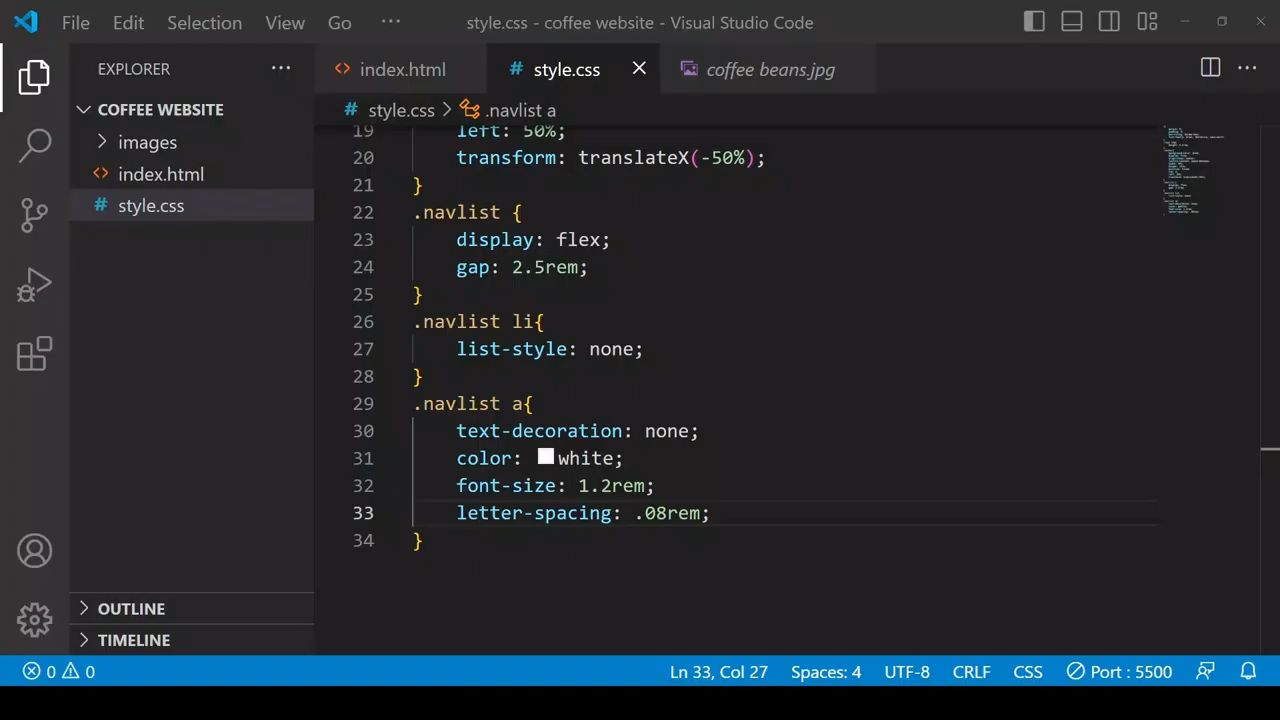 File Edit Selection View Go ··· style.css - coffee website - Visual Studio Code
EXPLORER ···
index.html
# style.css
coffee beans.jpg
COFFEE WEBSITE
images
index.html
# style.css
OUTLINE
TIMELINE
# style.css > .navlist a
19 left: 50%;
20 transform: translateX(-50%);
21 }
22 .navlist {
23 display: flex;
24 gap: 2.5rem;
25 }
26 .navlist li{
27 list-style: none;
28 }
29 .navlist a{
30 text-decoration: none;
31 color: white;
32 font-size: 1.2rem;
33 letter-spacing: .08rem;
34 }
0 0 Ln 33, Col 27 Spaces: 4 UTF-8 CRLF CSS Port : 5500